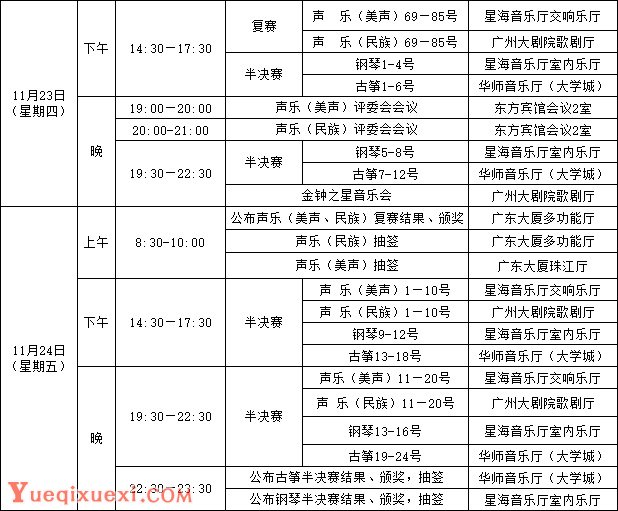 11月23日
（星期四）
下午
14:30－17:30
复赛
声　乐（美声）69－85号
星海音乐厅交响乐厅
声　乐（民族）69－85号
广州大剧院歌剧厅
半决赛
钢琴1-4号
星海音乐厅室内乐厅
古筝1-6号
华师音乐厅（大学城）
晚
19:00－20:00
声乐（美声）评委会会议
东方宾馆会议2室
20:00-21:00
声乐（民族）评委会会议
东方宾馆会议2室
19:30－22:30
半决赛
钢琴5-8号
星海音乐厅室内乐厅
古筝7-12号
华师音乐厅（大学城）
金钟之星音乐会
广州大剧院歌剧厅
11月24日
（星期五）
上午
8:30-10:00
公布声乐（美声、民族）复赛结果、颁奖
广东大厦多功能厅
声乐（民族）抽签
广东大厦多功能厅
声乐（美声）抽签
广东大厦珠江厅
下午
14:30－17:30
半决赛
声 乐（美声）1－10号
星海音乐厅交响乐厅
声 乐（民族）1－10号
广州大剧院歌剧厅
钢琴9-12号
星海音乐厅室内乐厅
古筝13-18号
华师音乐厅（大学城）
晚
19:30－22:30
半决赛
声乐（美声）11－20号
星海音乐厅交响乐厅
声 乐（民族）11－20号
广州大剧院歌剧厅
钢琴13-16号
星海音乐厅室内乐厅
古筝19-24号
华师音乐厅（大学城）
22:30－23:30
公布古筝半决赛结果、颁奖，抽签
华师音乐厅（大学城）
公布钢琴半决赛结果、颁奖，抽签
星海音乐厅室内乐厅
Yueqixuexi.com